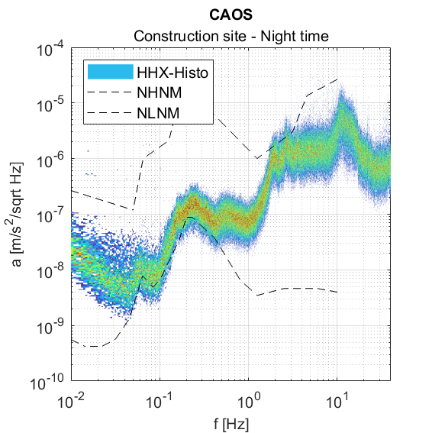 CAOS
Construction site - Night time
HHX-Histo
NHNM
NLNM
a [m/s^2/sqrt Hz]
10^-4
10^-5
10^-6
10^-7
10^-8
10^-9
10^-10
10^-2
10^-1
10^0
10^1
f [Hz]